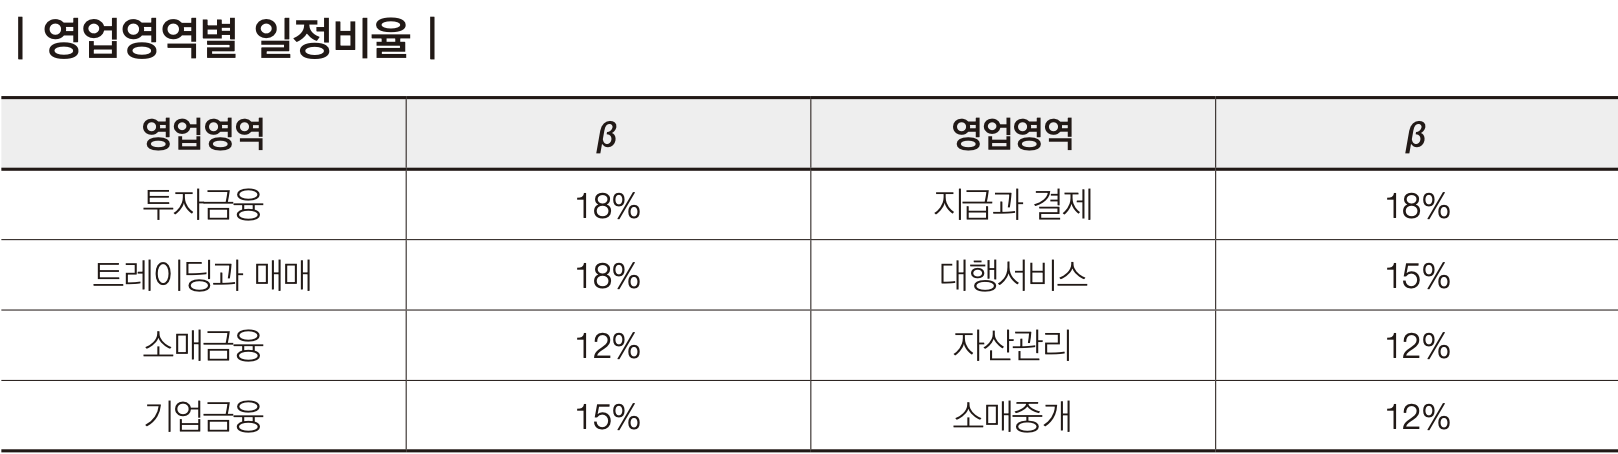 | 영업영역별 일정비율 |
영업영역 β 영업영역 β
투자금융 18% 지급과 결제 18%
트레이딩과 매매 18% 대행서비스 15%
소매금융 12% 자산관리 12%
기업금융 15% 소매중개 12%